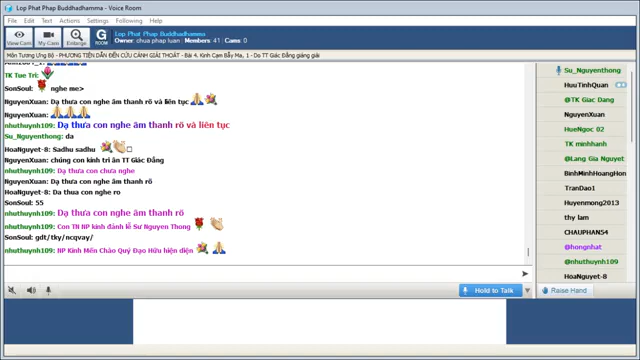 Lop Phat Phap Buddhadhamma - Voice Room
File Edit Text Actions Settings Groups Following Help
View Cam
My Cam
Enlarge
G
ROOM
Lop Phat Phap Buddhadhamma
Owner: chua phap luan : Members: 41 : Cams: 0
Môn Tương Ưng Bộ - PHƯƠNG TIỆN DẪN ĐẾN CỨU CÁNH GIẢI THOÁT - Bài 4. Kinh Cạm Bẫy Ma, 1 - Do TT Giác Đẳng giảng giải
TK Tue Tri:
SonSoul: nghe me>
NguyenXuan: Dạ thưa con nghe âm thanh rõ và liên tục
NguyenXuan:
nhuthuynh109: Dạ thưa con nghe âm thanh rõ và liên tục
Su_Nguyenthong: da
HoaNguyet-8: Sadhu sadhu
NguyenXuan: chúng con kính tri ân TT Giác Đẳng
nhuthuynh109: Dạ thưa con chưa nghe
NguyenXuan: Dạ thưa con nghe âm thanh rõ
HoaNguyet-8: Da thua con nghe ro
SonSoul: 55
nhuthuynh109: Dạ thưa con nghe âm thanh rõ
nhuthuynh109: Con TN NP kính đảnh lễ Sư Nguyen Thong
SonSoul: gdt/tky/ncqvay/
nhuthuynh109: NP Kính Mến Chào Quý Đạo Hữu hiện diện
Hold to Talk
Su_Nguyenthong
HuuTinhQuan
@TK Giac Dang
NguyenXuan
HueNgoc 02
TK minhhanh
@Lang Gia Nguyet
BinhMinhHoangHon
TranDao1
Huyenmong2013
thy lam
CHAUPHAN54
@hongnhat
@nhuthuynh109
HoaNguyet-8
Raise Hand